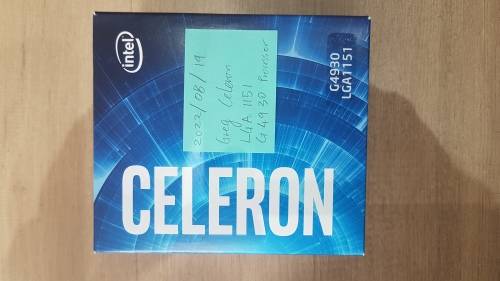 intel
2022/08/19
Greg Celeron
LGA 1151
G4930 Processor
G4930
LGA1151
CELERON